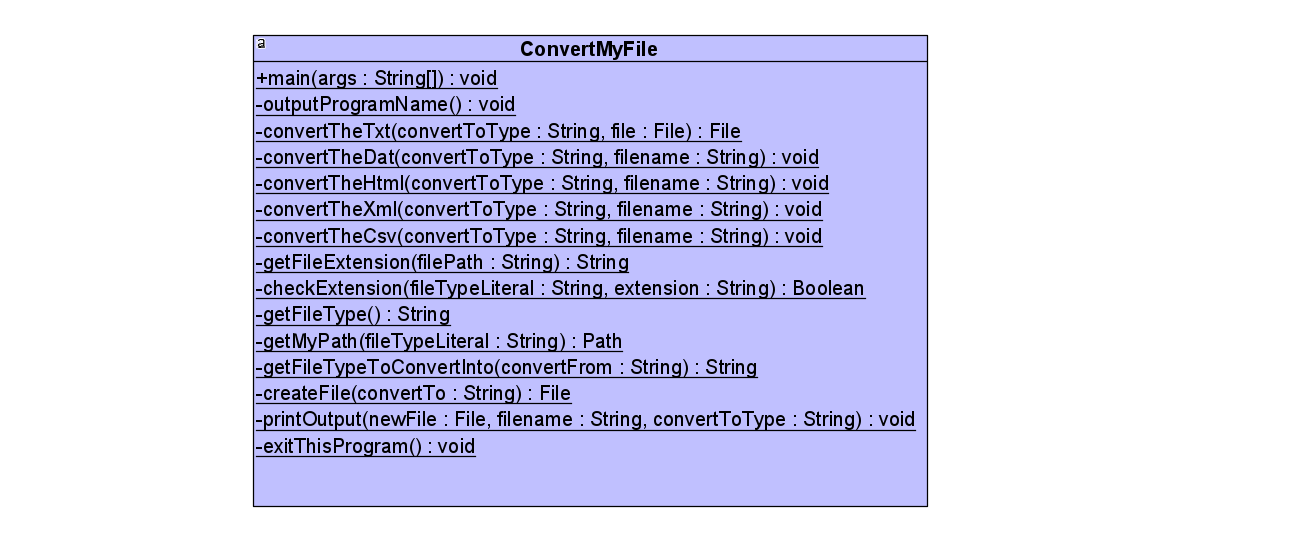 a
ConvertMyFile
+main(args : String[]) : void
-outputProgramName() : void
-convertTheTxt(convertToType : String, file : File) : File
-convertTheDat(convertToType : String, filename : String) : void
-convertTheHtml(convertToType : String, filename : String) : void
-convertTheXml(convertToType : String, filename : String) : void
-convertTheCsv(convertToType : String, filename : String) : void
-getFileExtension(filePath : String) : String
-checkExtension(fileTypeLiteral : String, extension : String) : Boolean
-getFileType() : String
-getMyPath(fileTypeLiteral : String) : Path
-getFileTypeToConvertInto(convertFrom : String) : String
-createFile(convertTo : String) : File
-printOutput(newFile : File, filename : String, convertToType : String) : void
-exitThisProgram() : void